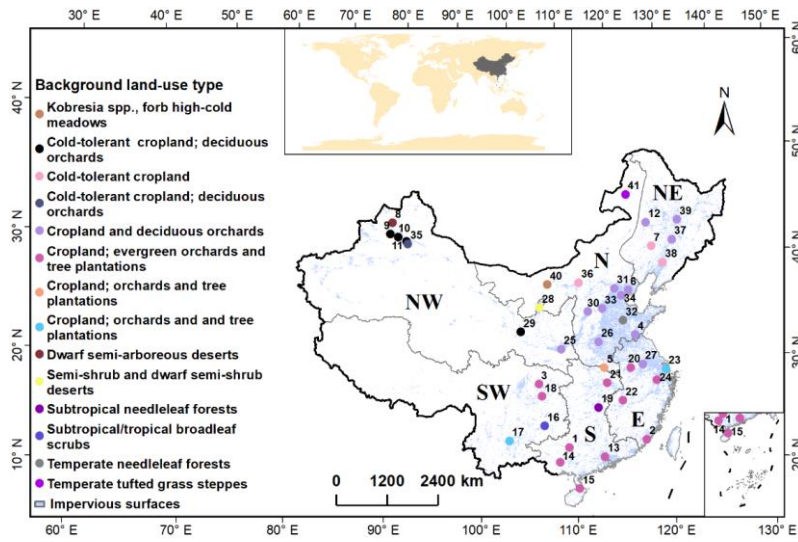 30° E 40° E 50° E 60° E 70° E 80° E 90° E 100° E 110° E 120° E 130° E 140° E 150° E
60° N
40° N
50° N
30° N
40° N
20° N
30° N
10° N
20° N
N
Background land-use type
Kobresia spp., forb high-cold
meadows
Cold-tolerant cropland; deciduous
orchards
Cold-tolerant cropland
Cold-tolerant cropland; deciduous
orchards
Cropland and deciduous orchards
Cropland; evergreen orchards and
tree plantations
Cropland; orchards and tree
plantations
Cropland; orchards and and tree
plantations
Dwarf semi-arboreous deserts
Semi-shrub and dwarf semi-shrub
deserts
Subtropical needleleaf forests
Subtropical/tropical broadleaf
scrubs
Temperate needleleaf forests
Temperate tufted grass steppes
Impervious surfaces
41
NE
12 39
7 37
38
8
9 10 35
11
N
40 36
28
31 6
33 34
30
32
NW
29
25 26 4
5 20 27 23
21 24
3
18
SW
19 22
16
17
S
E
1 13 2
14
15
1
14 15
0 1200 2400 km
60° E 70° E 80° E 90° E 100° E 110° E 120° E 130° E